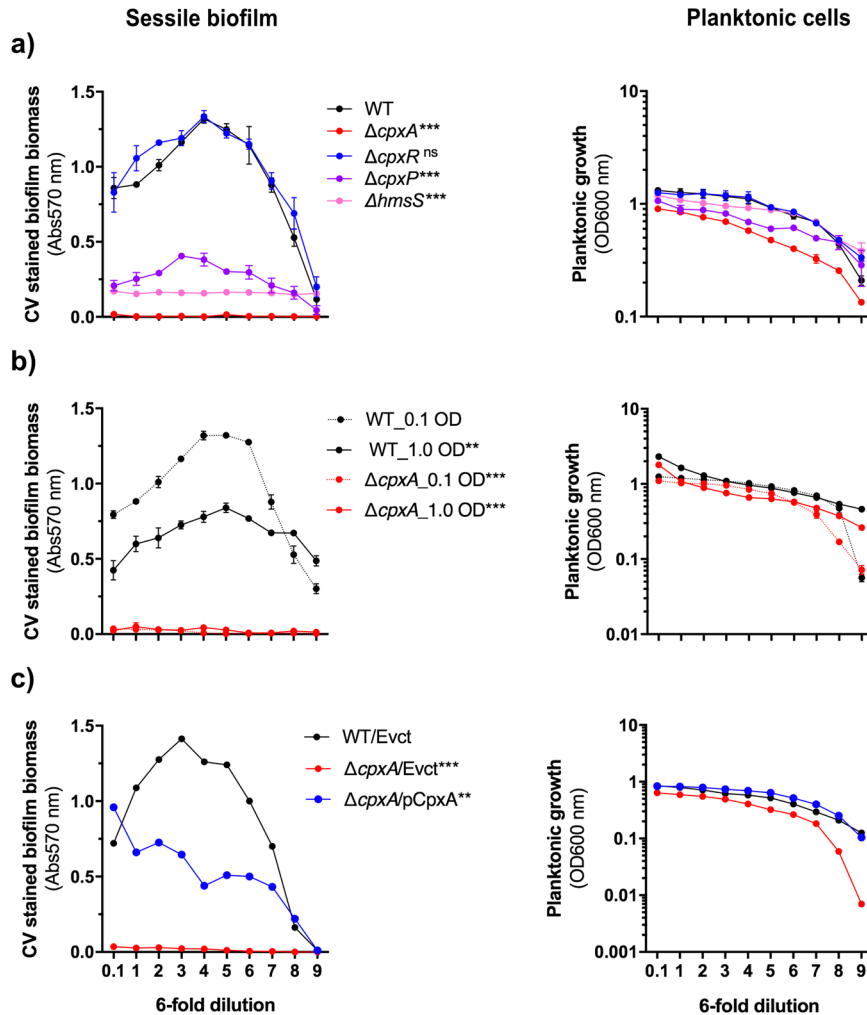 Sessile biofilm
Planktonic cells
a)
CV stained biofilm biomass
(Abs570 nm)
1.5
1.0
0.5
0.0
WT
ΔcpxA***
ΔcpxR ns
ΔcpxP***
ΔhmsS***
Planktonic growth
(OD600 nm)
10
1
0.1
b)
CV stained biofilm biomass
(Abs570 nm)
1.5
1.0
0.5
0.0
WT_0.1 OD
WT_1.0 OD**
ΔcpxA_0.1 OD***
ΔcpxA_1.0 OD***
Planktonic growth
(OD600 nm)
10
1
0.1
0.01
c)
CV stained biofilm biomass
(Abs570 nm)
1.5
1.0
0.5
0.0
0.1 1 2 3 4 5 6 7 8 9
6-fold dilution
WT/Evct
ΔcpxA/Evct***
ΔcpxA/pCpxA**
Planktonic growth
(OD600 nm)
10
1
0.1
0.01
0.001
0.1 1 2 3 4 5 6 7 8 9
6-fold dilution